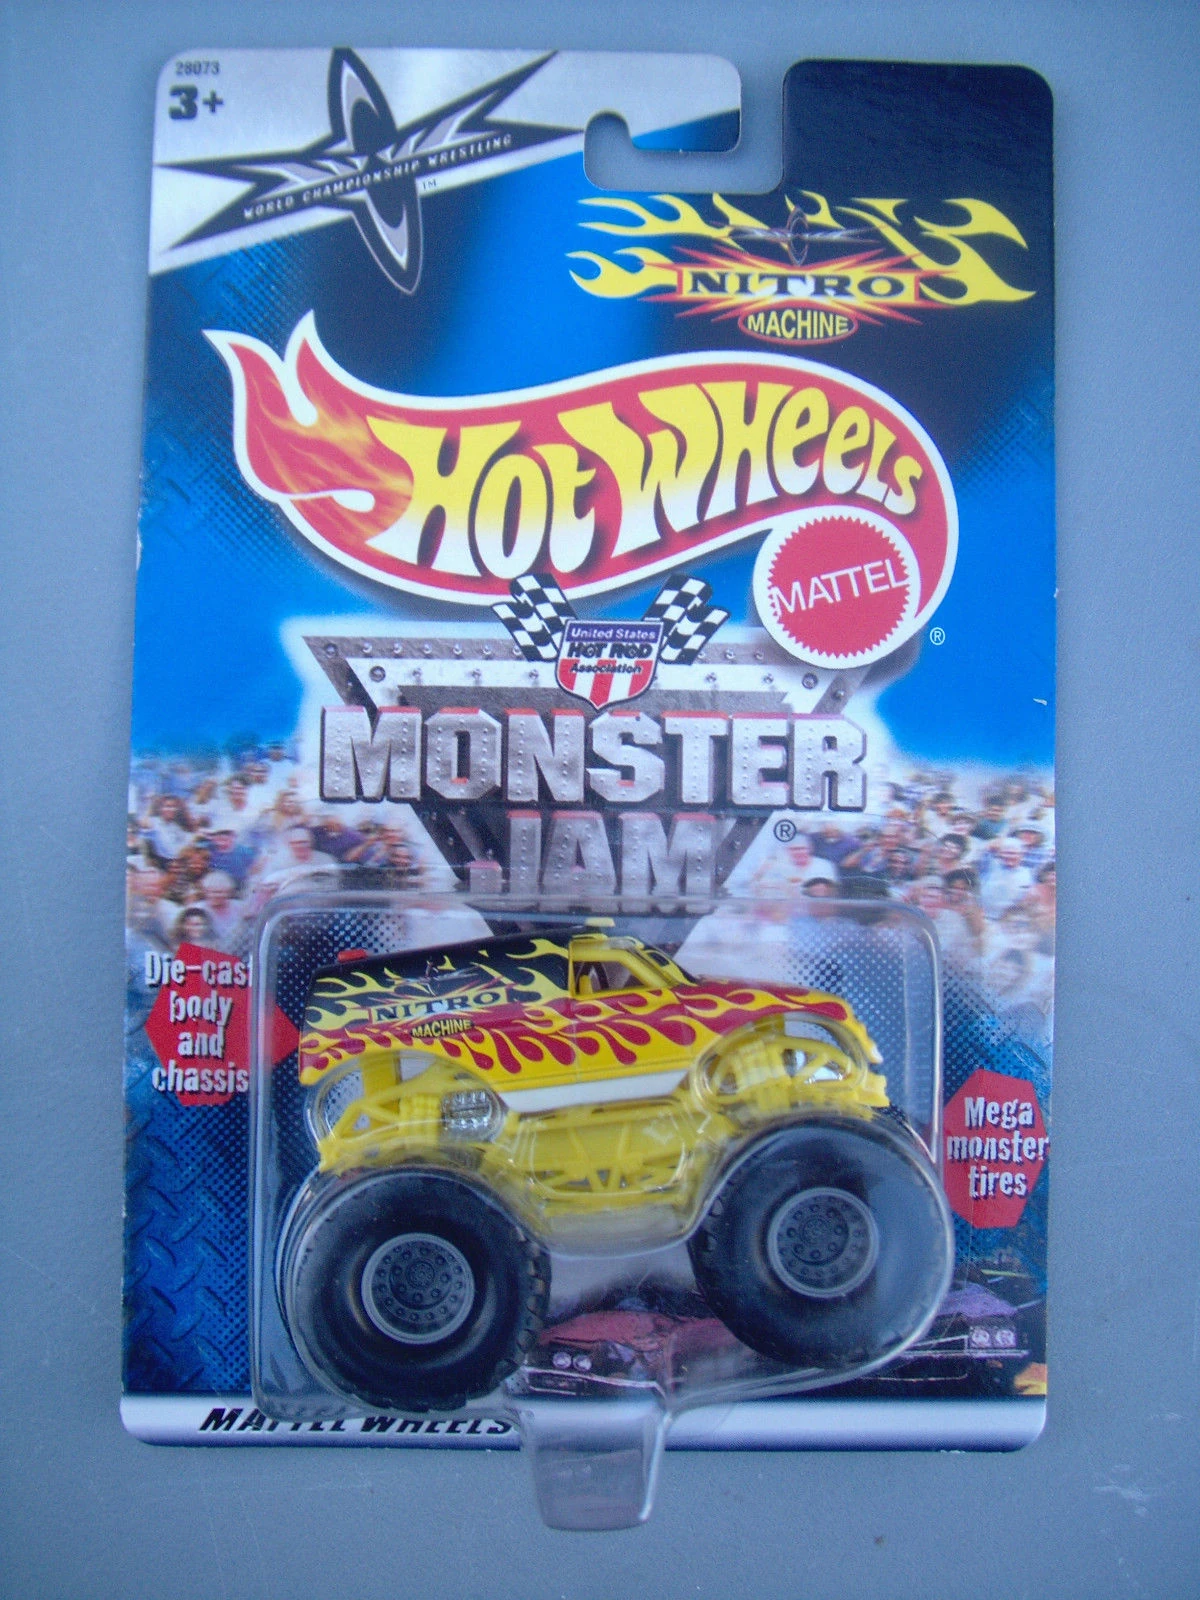 28073
3+
WORLD CHAMPIONSHIP WRESTLING
TM
NITRO
MACHINE
HOT WHEELS
MATTEL
®
United States
HOT ROD
Association
MONSTER
JAM
®
Die-cast
body
and
chassis
NITRO
MACHINE
Mega
monster
tires
MATTEL WHEELS